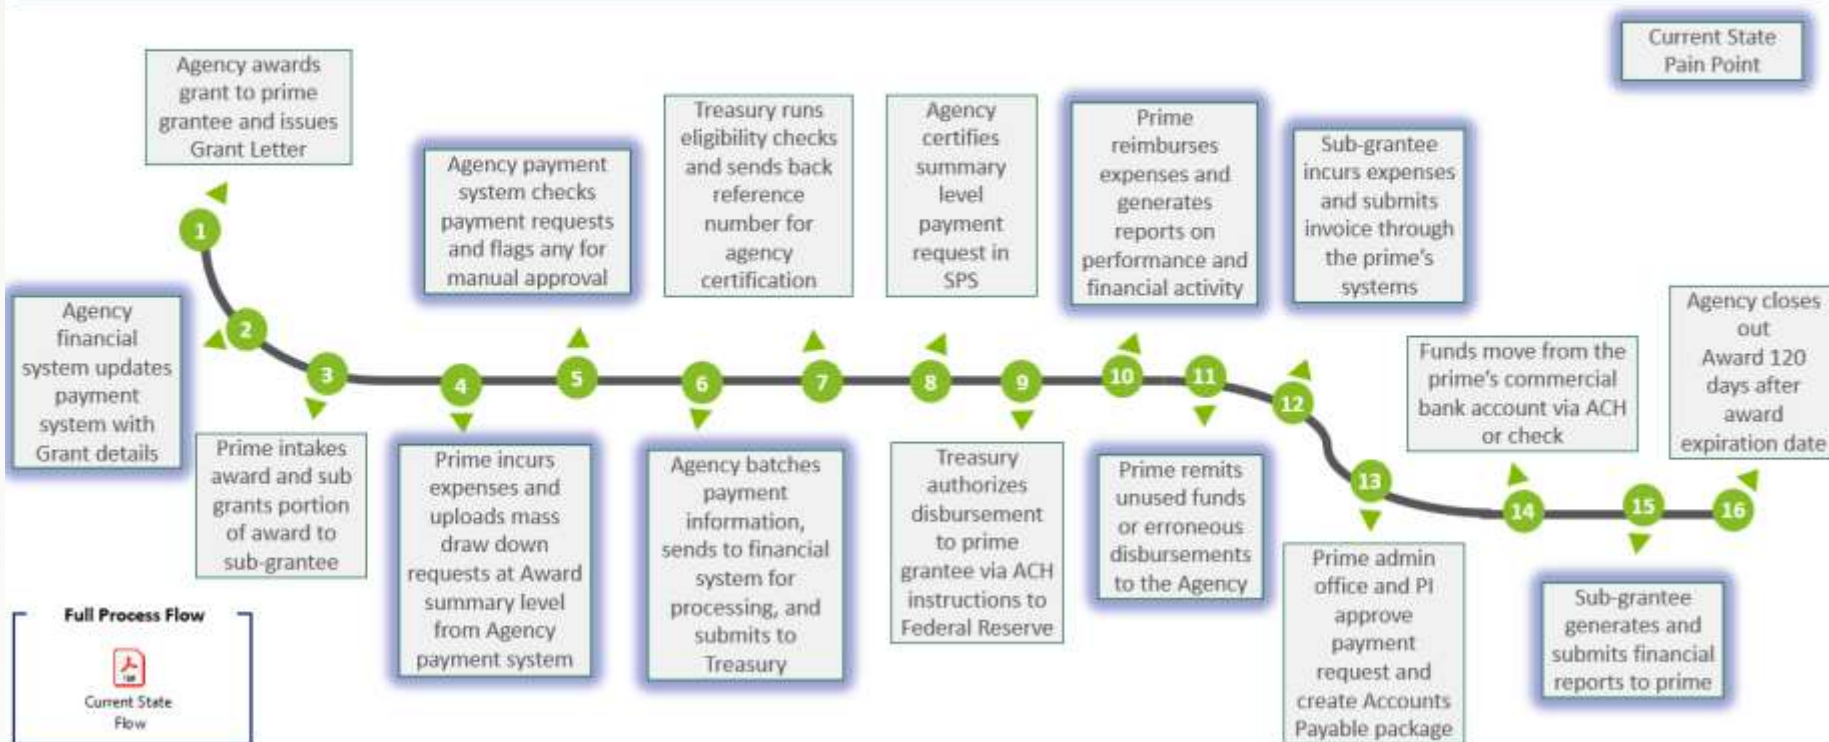 Current State
Pain Point
Agency awards
grant to prime
grantee and issues
Grant Letter
1
Agency
financial
system updates
payment
system with
Grant details
2
Prime intakes
award and sub
grants portion
of award to
sub-grantee
3
Prime incurs
expenses and
uploads mass
draw down
requests at Award
summary level
from Agency
payment system
4
Agency payment
system checks
payment requests
and flags any for
manual approval
5
Agency batches
payment
information,
sends to financial
system for
processing, and
submits to
Treasury
6
Treasury runs
eligibility checks
and sends back
reference
number for
agency
certification
7
Agency
certifies
summary
level
payment
request in
SPS
8
Treasury
authorizes
disbursement
to prime
grantee via ACH
instructions to
Federal Reserve
9
Prime
reimburses
expenses and
generates
reports on
performance and
financial activity
10
Prime remits
unused funds
or erroneous
disbursements
to the Agency
11
Sub-grantee
incurs expenses
and submits
invoice through
the prime's
systems
12
Prime admin
office and PI
approve
payment
request and
create Accounts
Payable package
13
Funds move from the
prime's commercial
bank account via ACH
or check
14
Sub-grantee
generates and
submits financial
reports to prime
15
Agency closes
out
Award 120
days after
award
expiration date
16
Full Process Flow
Current State
Flow